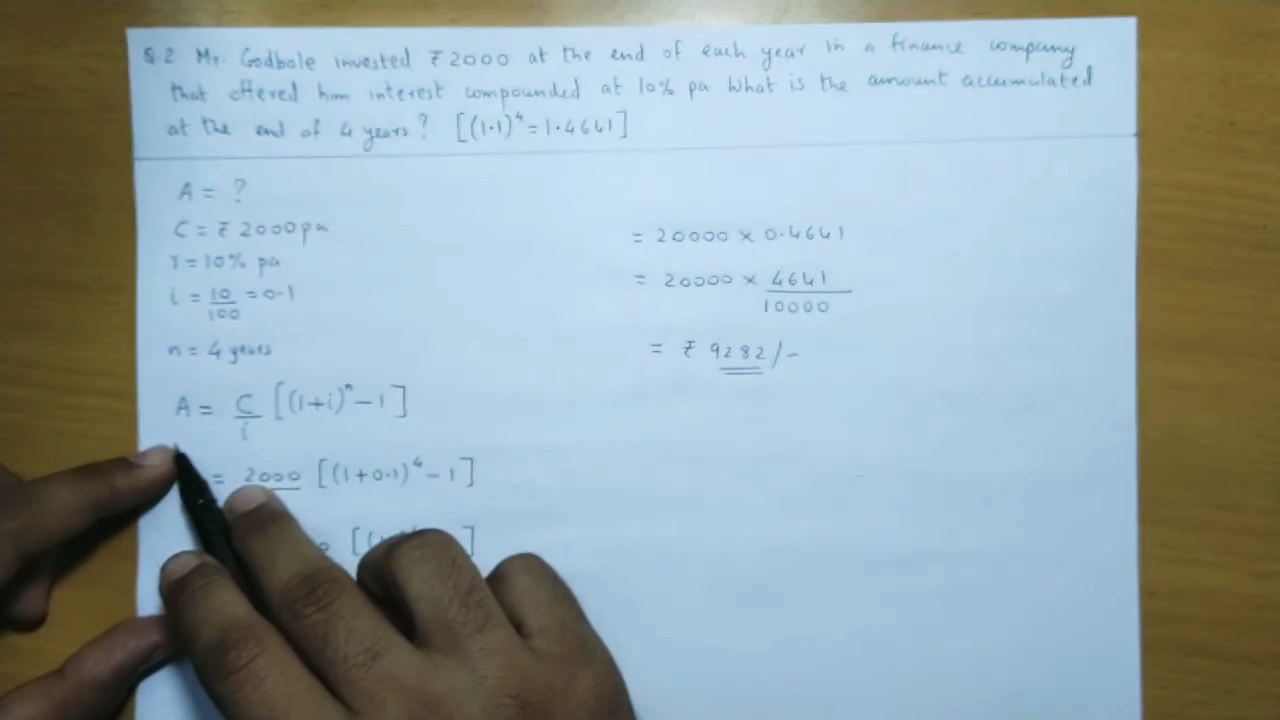 Q.2 Mr. Godbole invested ₹2000 at the end of each year in a finance company
that offered him interest compounded at 10% pa What is the amount accumulated
at the end of 4 years? [(1·1)⁴ = 1·4641]
A = ?
C = ₹ 2000 pa
r = 10% pa
i = 10/100 = 0·1
n = 4 years
A = C/i [(1+i)ⁿ - 1]
= 2000 [(1+0·1)⁴ - 1]
= 20000 × 0·4641
= 20000 × 4641/10000
= ₹ 9282/-